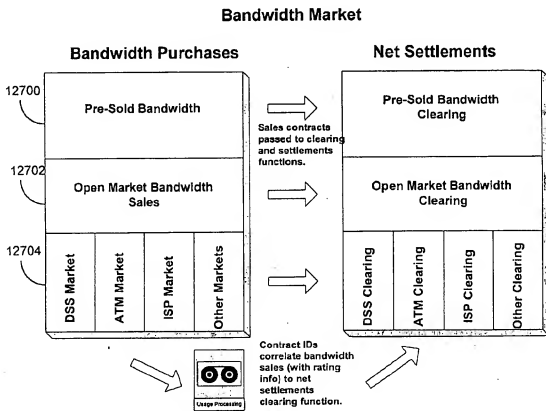 Bandwidth Market
Bandwidth Purchases
Net Settlements
12700
Pre-Sold Bandwidth
Sales contracts
passed to clearing
and settlements
functions.
Pre-Sold Bandwidth
Clearing
12702
Open Market Bandwidth
Sales
Open Market Bandwidth
Clearing
12704
DSS Market
ATM Market
ISP Market
Other Markets
DSS Clearing
ATM Clearing
ISP Clearing
Other Clearing
Contract IDs
correlate bandwidth
sales (with rating
info) to net
settlements
clearing function.
Usage Processing